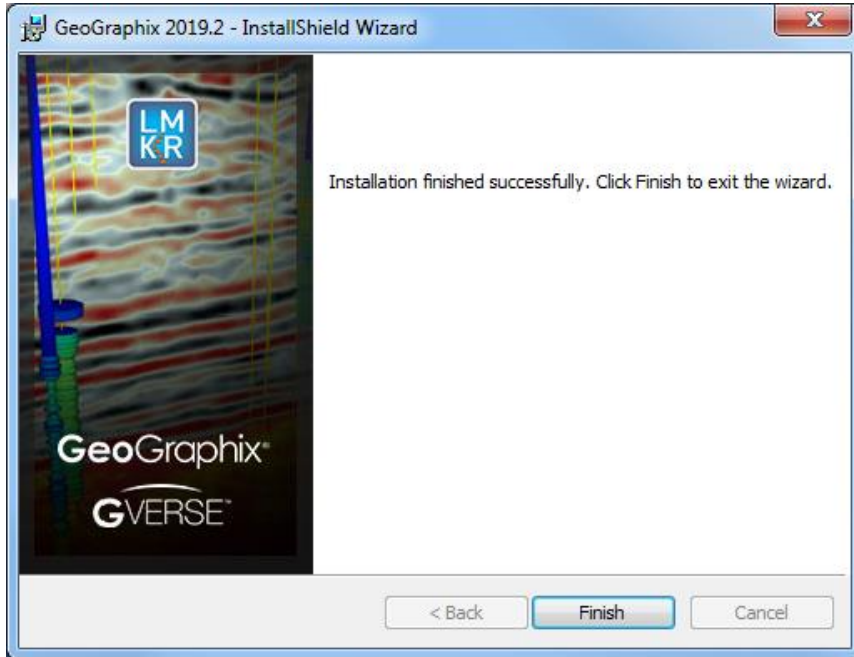 GeoGraphix 2019.2 - InstallShield Wizard
LM
KR
Installation finished successfully. Click Finish to exit the wizard.
GeoGraphix®
GVERSE™
< Back
Finish
Cancel